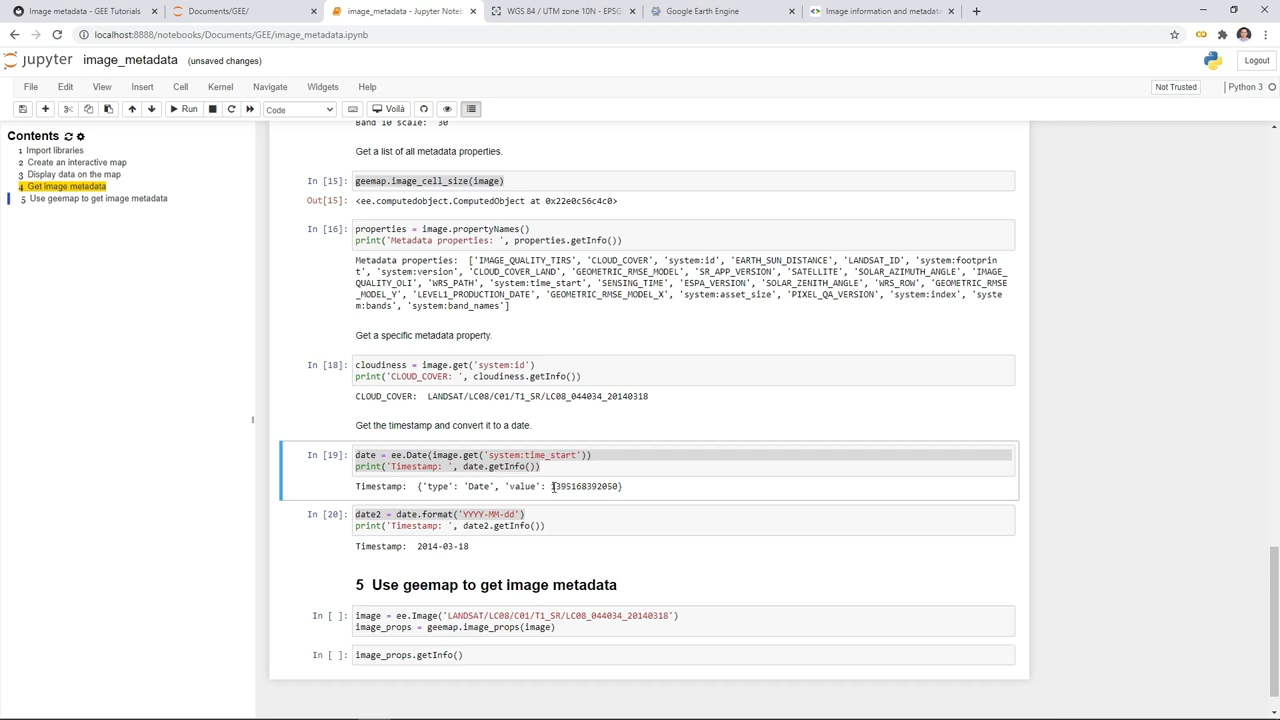 Image metadata - GEE Tutorials
Documents/GEE/
image_metadata - Jupyter Noteb
WGS 84 / UTM zone 10N - EPSG
Google Earth Engine
Image information and metadata
localhost:8888/notebooks/Documents/GEE/image_metadata.ipynb
jupyter image_metadata (unsaved changes)
Logout
File Edit View Insert Cell Kernel Navigate Widgets Help
Not Trusted
Python 3
Run
Code
Voilà
Contents
1 Import libraries
2 Create an interactive map
3 Display data on the map
4 Get image metadata
5 Use geemap to get image metadata
Band 10 scale: 30
Get a list of all metadata properties.
In [15]: geemap.image_cell_size(image)
Out[15]: <ee.computedobject.ComputedObject at 0x22e0c56c4c0>
In [16]: properties = image.propertyNames()
print('Metadata properties: ', properties.getInfo())
Metadata properties: ['IMAGE_QUALITY_TIRS', 'CLOUD_COVER', 'system:id', 'EARTH_SUN_DISTANCE', 'LANDSAT_ID', 'system:footprin
t', 'system:version', 'CLOUD_COVER_LAND', 'GEOMETRIC_RMSE_MODEL', 'SR_APP_VERSION', 'SATELLITE', 'SOLAR_AZIMUTH_ANGLE', 'IMAGE_
QUALITY_OLI', 'WRS_PATH', 'system:time_start', 'SENSING_TIME', 'ESPA_VERSION', 'SOLAR_ZENITH_ANGLE', 'WRS_ROW', 'GEOMETRIC_RMSE
_MODEL_Y', 'LEVEL1_PRODUCTION_DATE', 'GEOMETRIC_RMSE_MODEL_X', 'system:asset_size', 'PIXEL_QA_VERSION', 'system:index', 'syste
m:bands', 'system:band_names']
Get a specific metadata property.
In [18]: cloudiness = image.get('system:id')
print('CLOUD_COVER: ', cloudiness.getInfo())
CLOUD_COVER: LANDSAT/LC08/C01/T1_SR/LC08_044034_20140318
Get the timestamp and convert it to a date.
In [19]: date = ee.Date(image.get('system:time_start'))
print('Timestamp: ', date.getInfo())
Timestamp: {'type': 'Date', 'value': 1395168392050}
In [20]: date2 = date.format('YYYY-MM-dd')
print('Timestamp: ', date2.getInfo())
Timestamp: 2014-03-18
5 Use geemap to get image metadata
In [ ]: image = ee.Image('LANDSAT/LC08/C01/T1_SR/LC08_044034_20140318')
image_props = geemap.image_props(image)
In [ ]: image_props.getInfo()